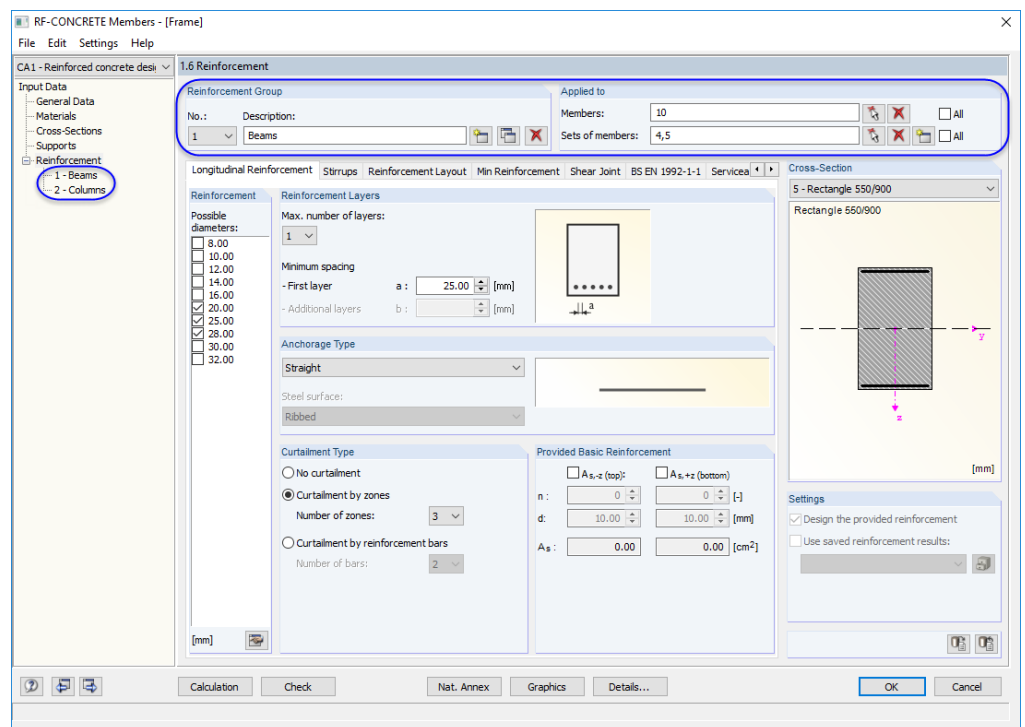 RF-CONCRETE Members - [Frame]
File Edit Settings Help
CA1 - Reinforced concrete desi
Input Data
General Data
Materials
Cross-Sections
Supports
Reinforcement
1 - Beams
2 - Columns
1.6 Reinforcement
Reinforcement Group
No.: Description:
1 Beams
Applied to
Members: 10 All
Sets of members: 4,5 All
Longitudinal Reinforcement Stirrups Reinforcement Layout Min Reinforcement Shear Joint BS EN 1992-1-1 Servicea
Reinforcement
Possible
diameters:
8.00
10.00
12.00
14.00
16.00
20.00
25.00
28.00
30.00
32.00
[mm]
Reinforcement Layers
Max. number of layers:
1
Minimum spacing
- First layer a : 25.00 [mm]
- Additional layers b : [mm]
a
Anchorage Type
Straight
Steel surface:
Ribbed
Curtailment Type
No curtailment
Curtailment by zones
Number of zones: 3
Curtailment by reinforcement bars
Number of bars: 2
Provided Basic Reinforcement
As,-z (top): As,+z (bottom)
n : 0 0 [-]
d: 10.00 10.00 [mm]
As : 0.00 0.00 [cm2]
Cross-Section
5 - Rectangle 550/900
Rectangle 550/900
y
z
[mm]
Settings
Design the provided reinforcement
Use saved reinforcement results:
Calculation Check Nat. Annex Graphics Details... OK Cancel